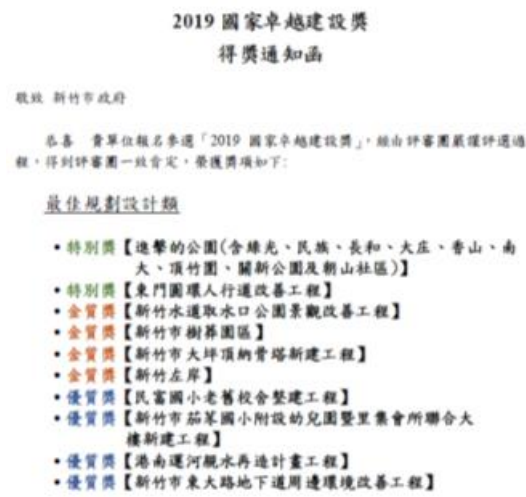 2019 國家卓越建設獎
得獎通知函
敬致 新竹市政府
恭喜 貴單位報名參選「2019 國家卓越建設獎」，經由評審團嚴謹評選過
程，得到評審團一致肯定，榮獲獎項如下:
最佳規劃設計類
• 特別獎【進擊的公園(含綠光、民族、長和、大庄、香山、南
大、頂竹圍、關新公園及朝山社區)】
• 特別獎【東門圓環人行道改善工程】
• 金質獎【新竹水道取水口公園景觀改善工程】
• 金質獎【新竹市樹葬園區】
• 金質獎【新竹市大坪頂納骨塔新建工程】
• 金質獎【新竹左岸】
• 優質獎【民富國小老舊校舍整建工程】
• 優質獎【新竹市茄苳國小附設幼兒園暨里集會所聯合大
樓新建工程】
• 優質獎【港南運河親水再造計畫工程】
• 優質獎【新竹市東大路地下道周邊環境改善工程】